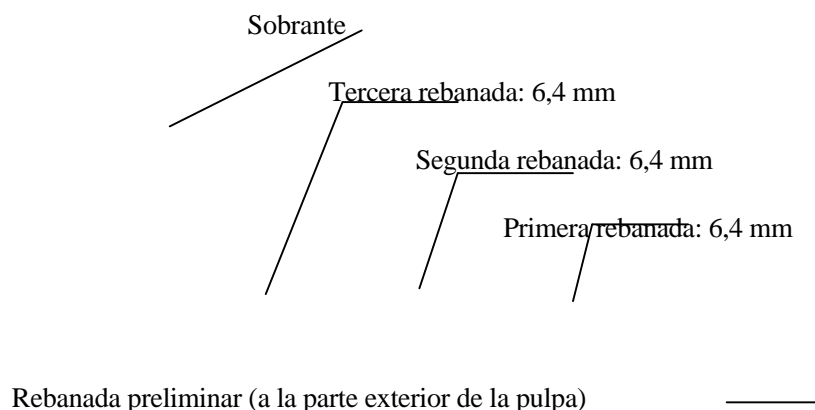 Sobrante
Tercera rebanada: 6,4 mm
Segunda rebanada: 6,4 mm
Primera rebanada: 6,4 mm
Rebanada preliminar (a la parte exterior de la pulpa)